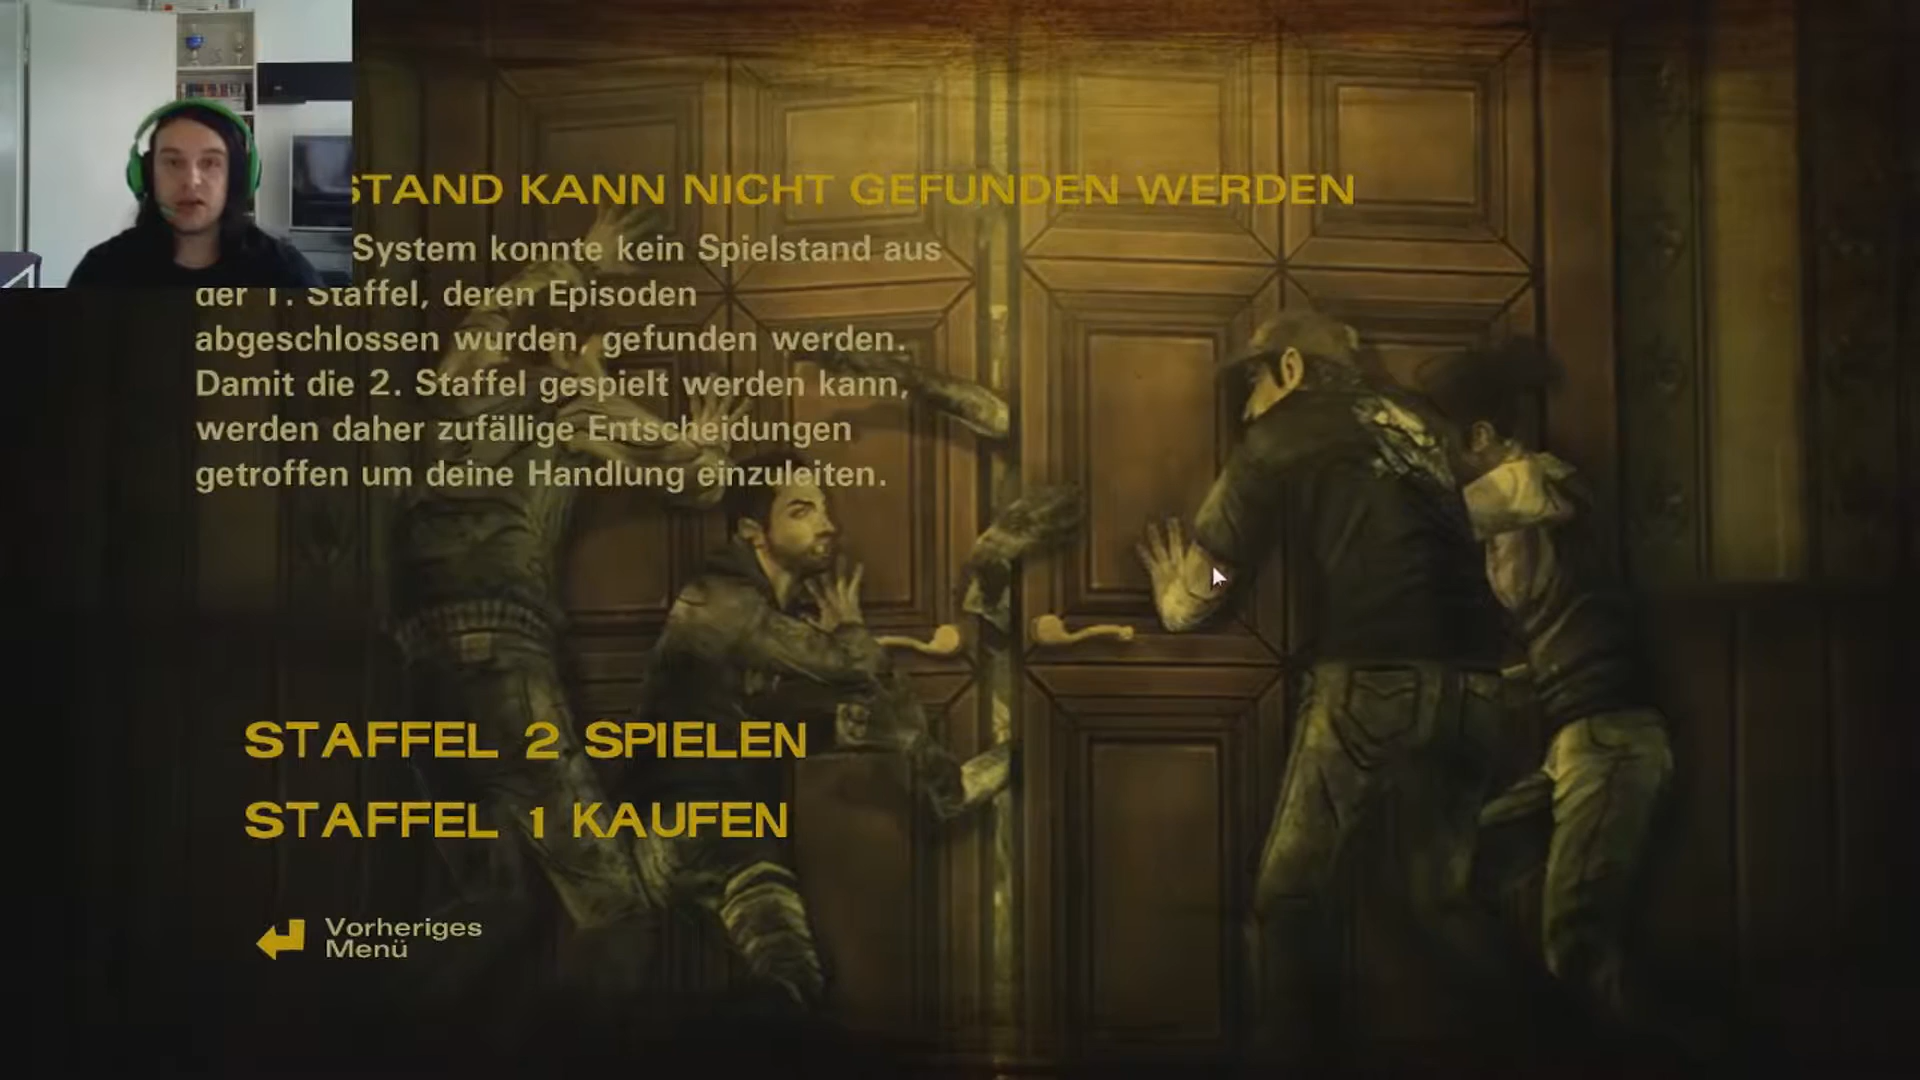 STAND KANN NICHT GEFUNDEN WERDEN
System konnte kein Spielstand aus
der 1. Staffel, deren Episoden
abgeschlossen wurden, gefunden werden.
Damit die 2. Staffel gespielt werden kann,
werden daher zufällige Entscheidungen
getroffen um deine Handlung einzuleiten.
STAFFEL 2 SPIELEN
STAFFEL 1 KAUFEN
Vorheriges
Menü